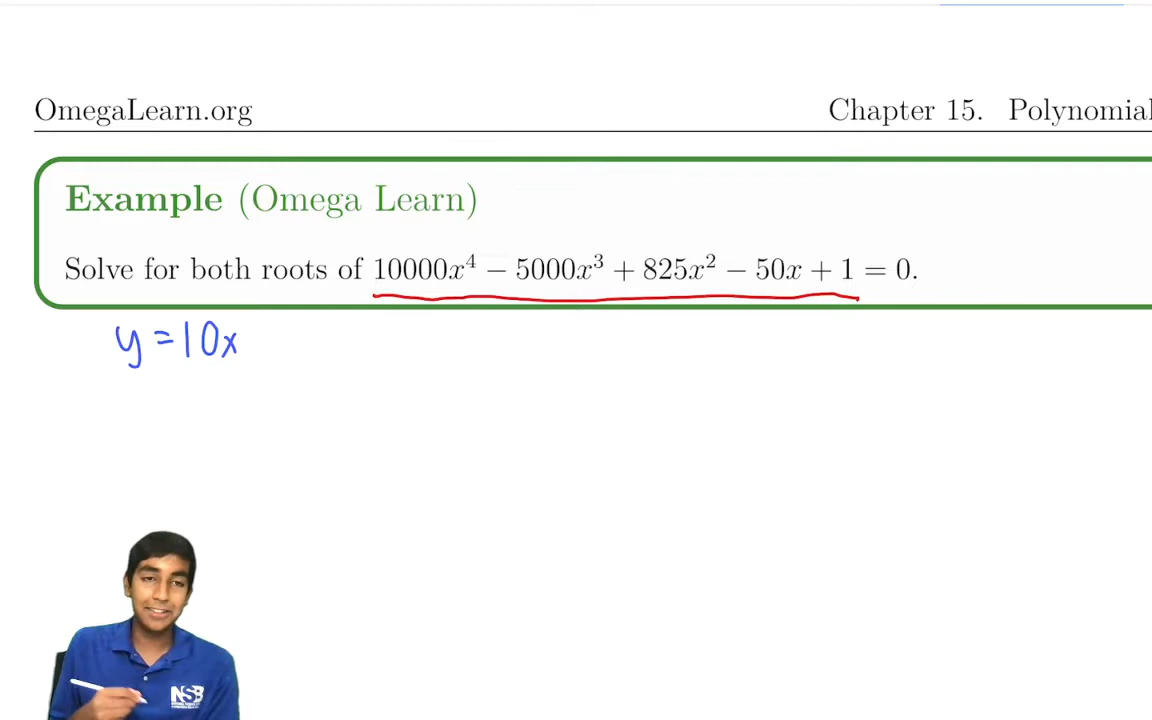 OmegaLearn.org
Chapter 15. Polynomial
Example (Omega Learn)
Solve for both roots of 10000x⁴ − 5000x³ + 825x² − 50x + 1 = 0.
y = 10x
NSB